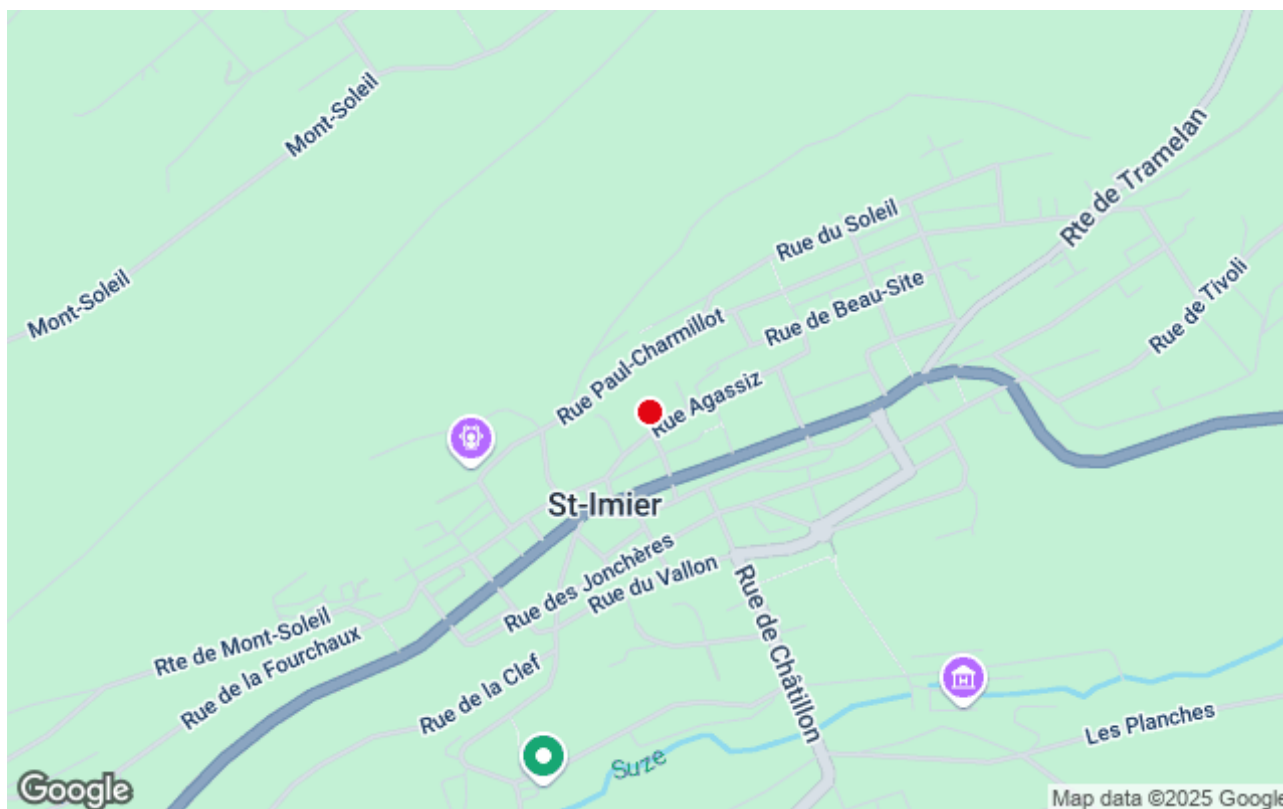 Mont-Soleil
Rte de Tramelan
Rue du Soleil
Mont-Soleil
Rue de Tivoli
Rue de Beau-Site
Rue Paul-Charmillot
Rue Agassiz
St-Imier
Rue des Jonchères
Rue du Vallon
Rue de Châtillon
Rte de Mont-Soleil
Rue de la Fourchaux
Rue de la Clef
Les Planches
Suze
Google
Map data ©2025 Google